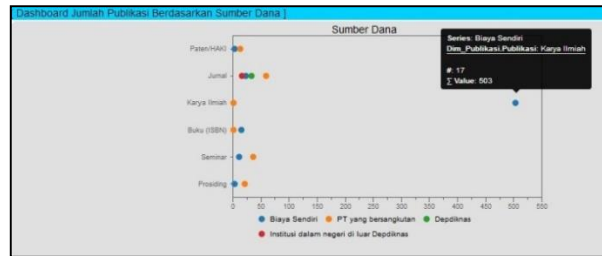 Dashboard Jumlah Publikasi Berdasarkan Sumber Dana ]
Sumber Dana
Series: Biaya Sendiri
Dim_Publikasi.Publikasi: Karya Ilmiah
#: 17
∑ Value: 503
Paten/HAKI
Jurnal
Karya Ilmiah
Buku (ISBN)
Seminar
Prosiding
0 50 100 150 200 250 300 350 400 450 500 550
Biaya Sendiri PT yang bersangkutan Depdiknas
Institusi dalam negeri di luar Depdiknas